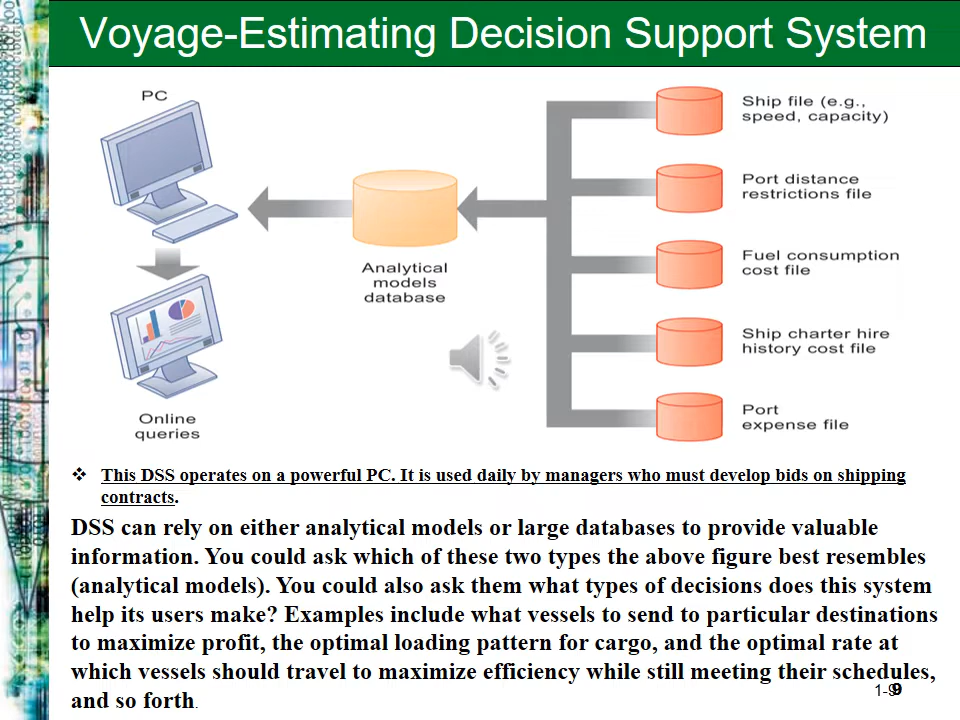 Voyage-Estimating Decision Support System
PC
Ship file (e.g.,
speed, capacity)
Port distance
restrictions file
Analytical
models
database
Fuel consumption
cost file
Ship charter hire
history cost file
Online
queries
Port
expense file
❖ This DSS operates on a powerful PC. It is used daily by managers who must develop bids on shipping
contracts.
DSS can rely on either analytical models or large databases to provide valuable
information. You could ask which of these two types the above figure best resembles
(analytical models). You could also ask them what types of decisions does this system
help its users make? Examples include what vessels to send to particular destinations
to maximize profit, the optimal loading pattern for cargo, and the optimal rate at
which vessels should travel to maximize efficiency while still meeting their schedules,
and so forth.
1-9